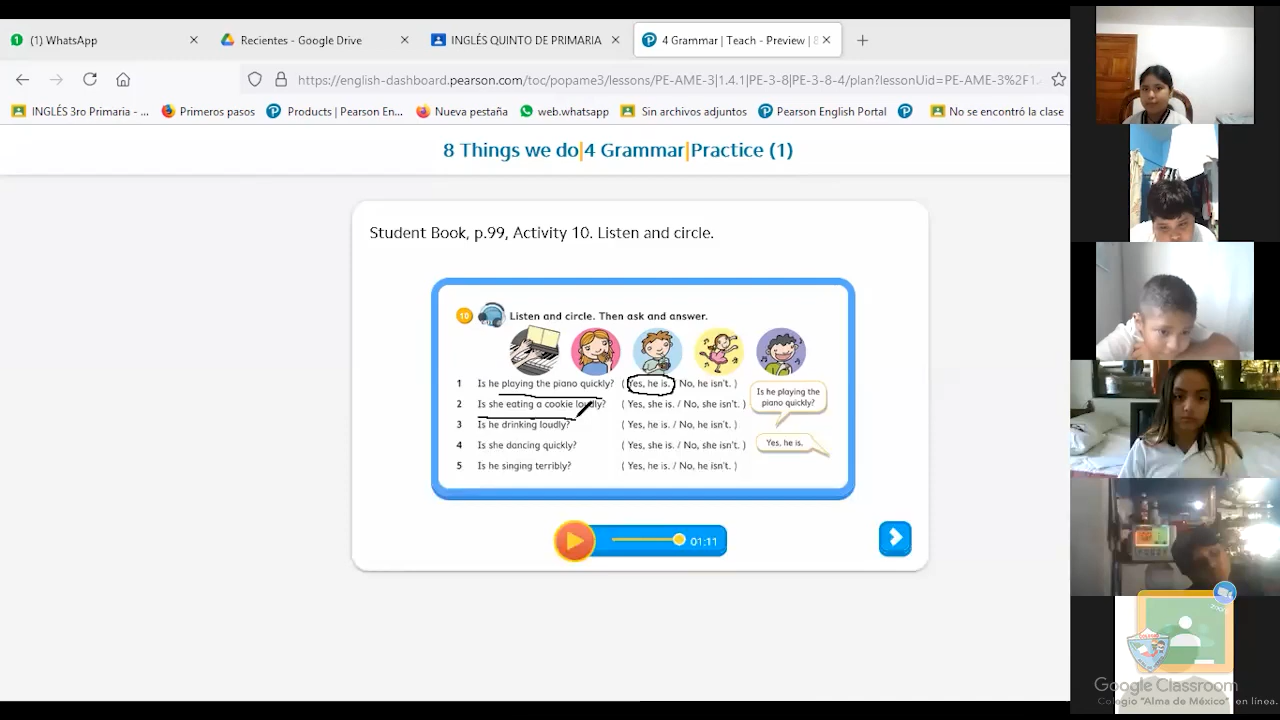 (1) WhatsApp
Recientes - Google Drive
INGLÉS QUINTO DE PRIMARIA
4 Grammar | Teach - Preview | 8
https://english-dashboard.pearson.com/toc/popame3/lessons/PE-AME-3|1.4.1|PE-3-8|PE-3-8-4/plan?lessonUid=PE-AME-3%2F1.
INGLÉS 3ro Primaria - ...
Primeros pasos
Products | Pearson En...
Nueva pestaña
web.whatsapp
Sin archivos adjuntos
Pearson English Portal
No se encontró la clase
8 Things we do|4 Grammar|Practice (1)
Student Book, p.99, Activity 10. Listen and circle.
10 Listen and circle. Then ask and answer.
1 Is he playing the piano quickly? (Yes, he is. / No, he isn't. )
2 Is she eating a cookie loudly? ( Yes, she is. / No, she isn't. )
3 Is he drinking loudly? ( Yes, he is. / No, he isn't. )
4 Is she dancing quickly? ( Yes, she is. / No, she isn't. )
5 Is he singing terribly? ( Yes, he is. / No, he isn't. )
Is he playing the
piano quickly?
Yes, he is.
01:11
COLEGIO
Google Classroom
Colegio "Alma de México" en línea.